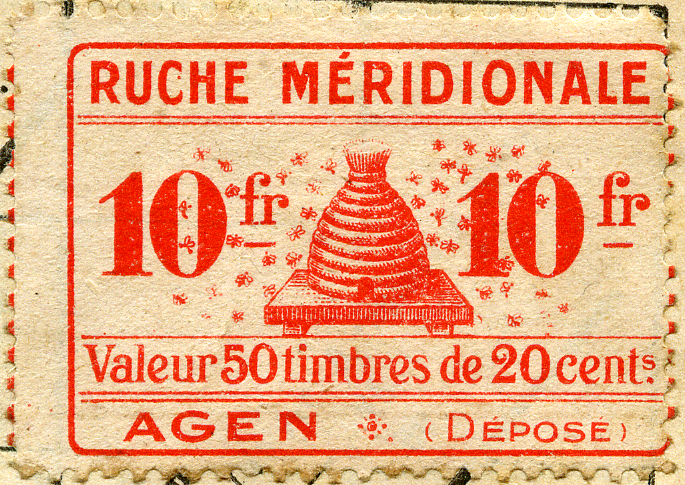 RUCHE MÉRIDIONALE
10 fr 10 fr
Valeur 50 timbres de 20 cents.
AGEN (DÉPOSÉ)